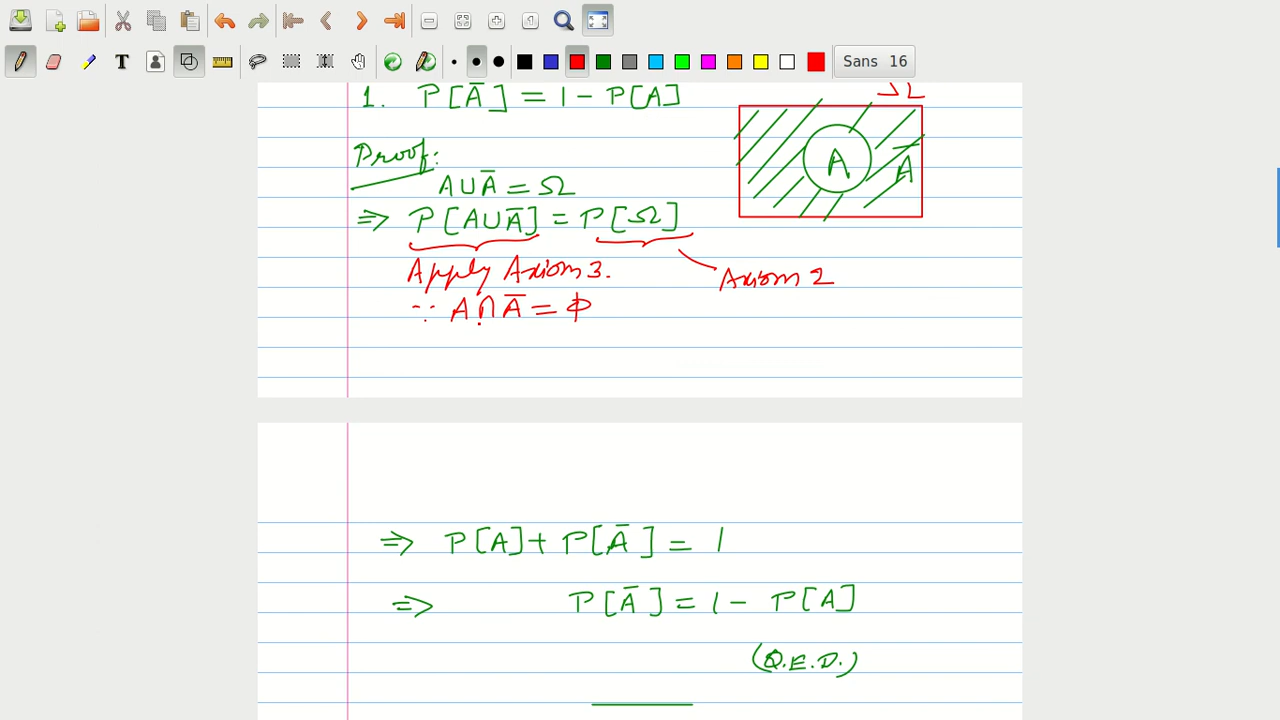 Sans 16
1. P[Ā] = 1 - P[A]
Ω
Proof:
A∪Ā = Ω
⇒ P[A∪Ā] = P[Ω]
A
Ā
Apply Axiom 3.
Axiom 2
∵ A∩Ā = Φ
⇒ P[A] + P[Ā] = 1
⇒ P[Ā] = 1 - P[A]
(Q.E.D.)